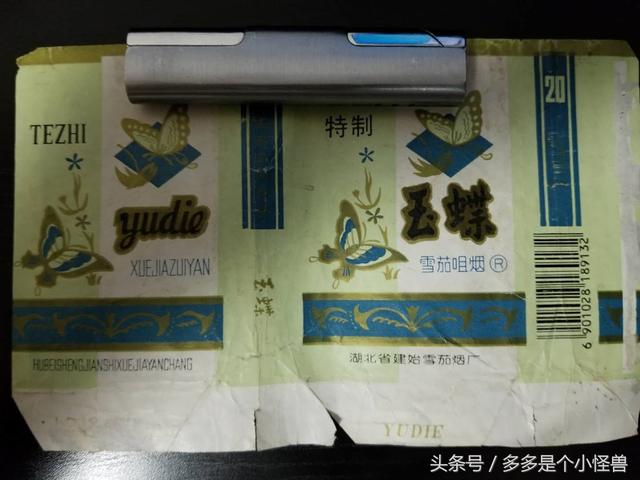 TEZHI
yudie
XUEJIAZUIYAN
HUBEISHENGJIANSHIXUEJIAYANCHANG
玉蝶
特制
玉蝶
雪茄咀烟®
湖北省建始雪茄烟厂
YUDIE
20
6 901028 189132
头条号 / 多多是个小怪兽